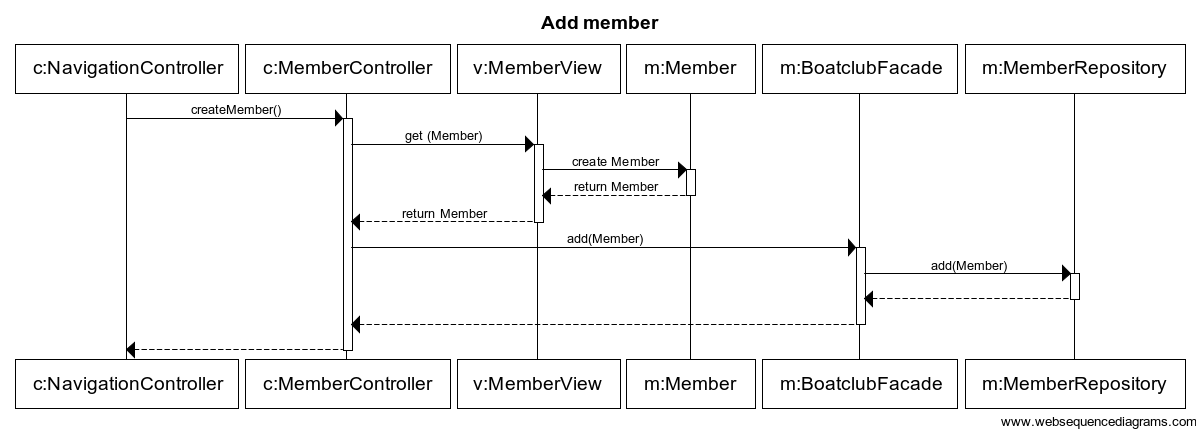 Add member
c:NavigationController c:MemberController v:MemberView m:Member m:BoatclubFacade m:MemberRepository
createMember()
get (Member)
create Member
return Member
return Member
add(Member)
add(Member)
c:NavigationController c:MemberController v:MemberView m:Member m:BoatclubFacade m:MemberRepository
www.websequencediagrams.com